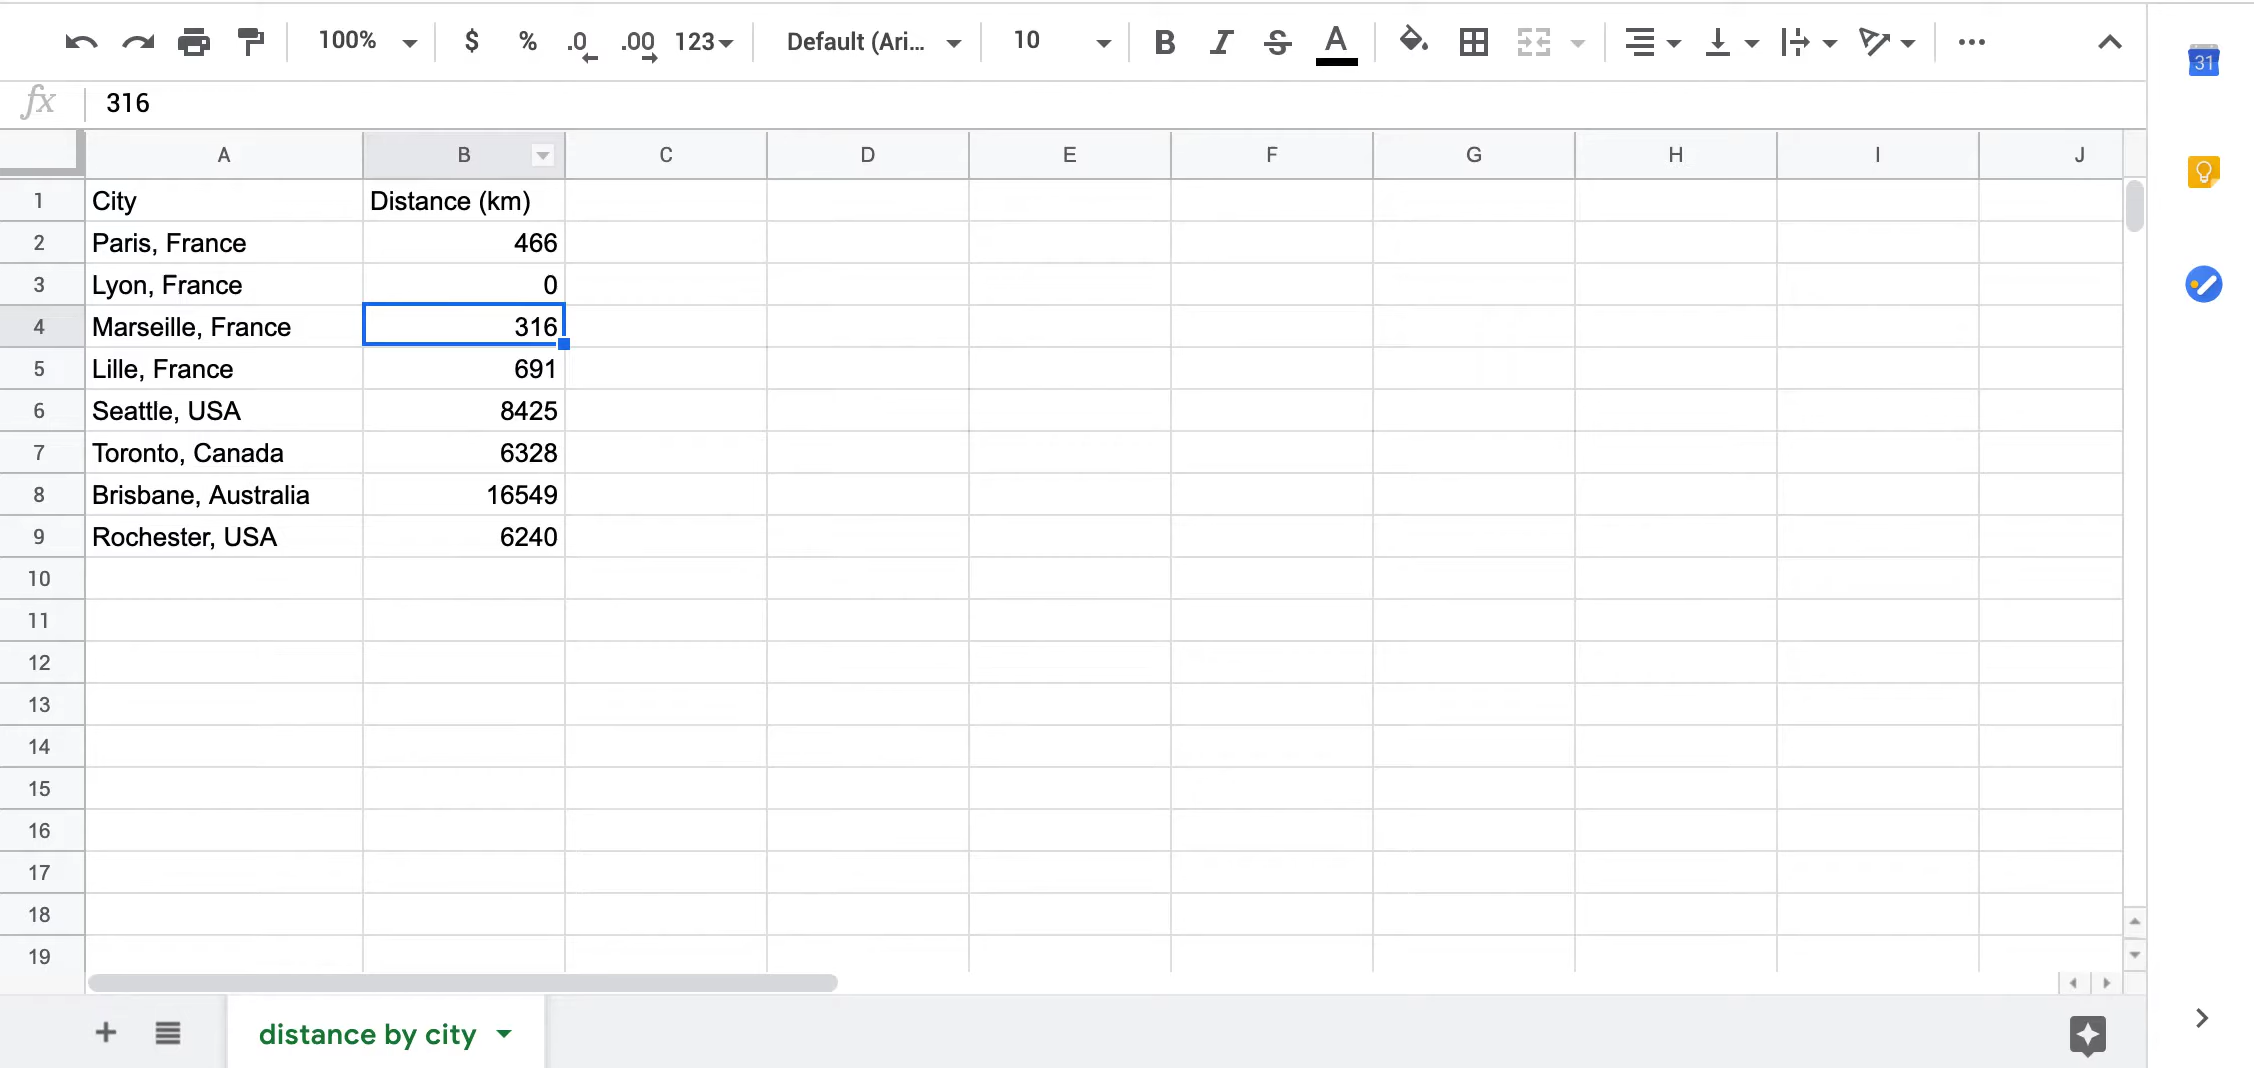 100% $ % .0 .00 123 Default (Ari... 10 B I S A
31
fx 316
A B C D E F G H I J
1 City Distance (km)
2 Paris, France 466
3 Lyon, France 0
4 Marseille, France 316
5 Lille, France 691
6 Seattle, USA 8425
7 Toronto, Canada 6328
8 Brisbane, Australia 16549
9 Rochester, USA 6240
10
11
12
13
14
15
16
17
18
19
distance by city